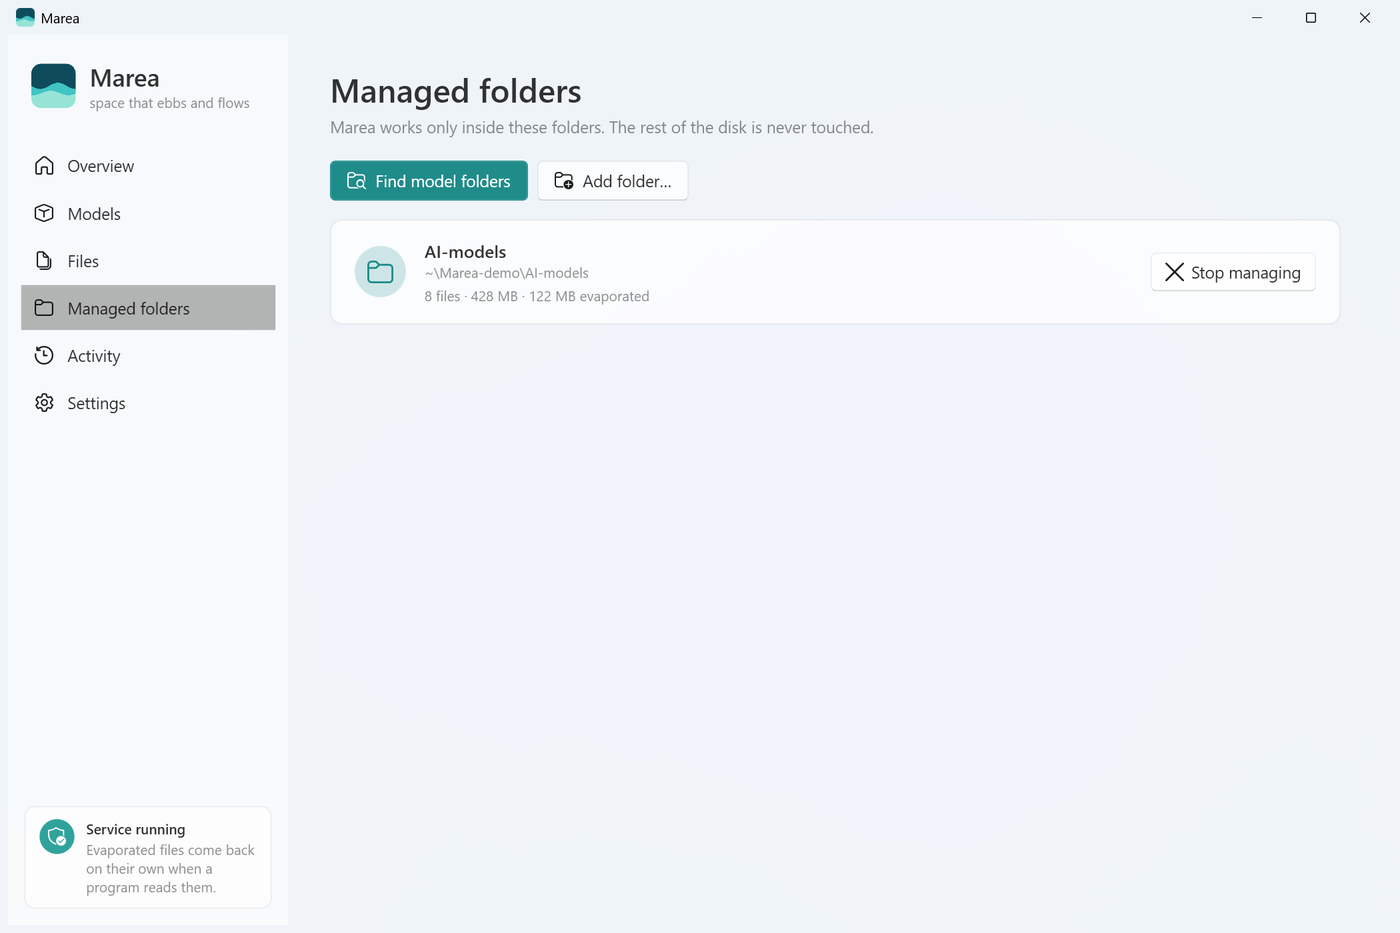 Marea
Marea
space that ebbs and flows
Overview
Models
Files
Managed folders
Activity
Settings
Service running
Evaporated files come back
on their own when a
program reads them.
Managed folders
Marea works only inside these folders. The rest of the disk is never touched.
Find model folders
Add folder...
AI-models
~\Marea-demo\AI-models
8 files · 428 MB · 122 MB evaporated
Stop managing